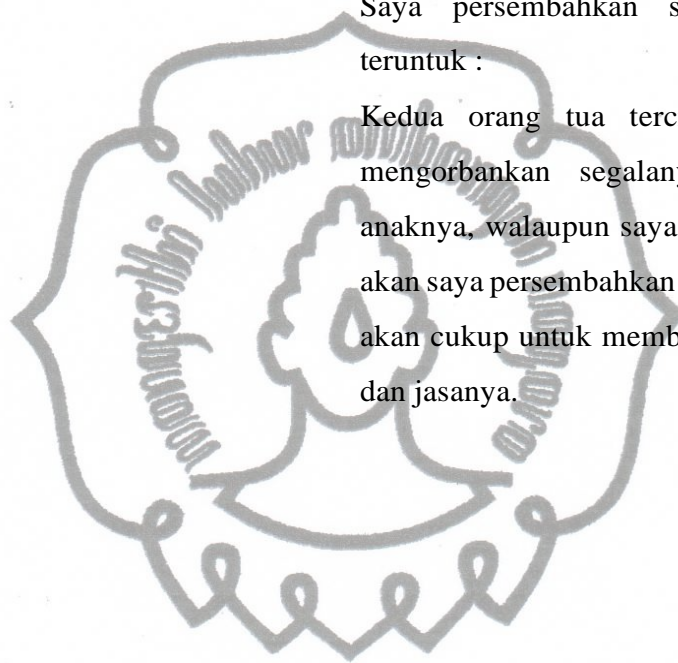 Saya persembahkan s
teruntuk :
Kedua orang tua terc
mengorbankan segalany
anaknya, walaupun saya
akan saya persembahkan
akan cukup untuk memb
dan jasanya.